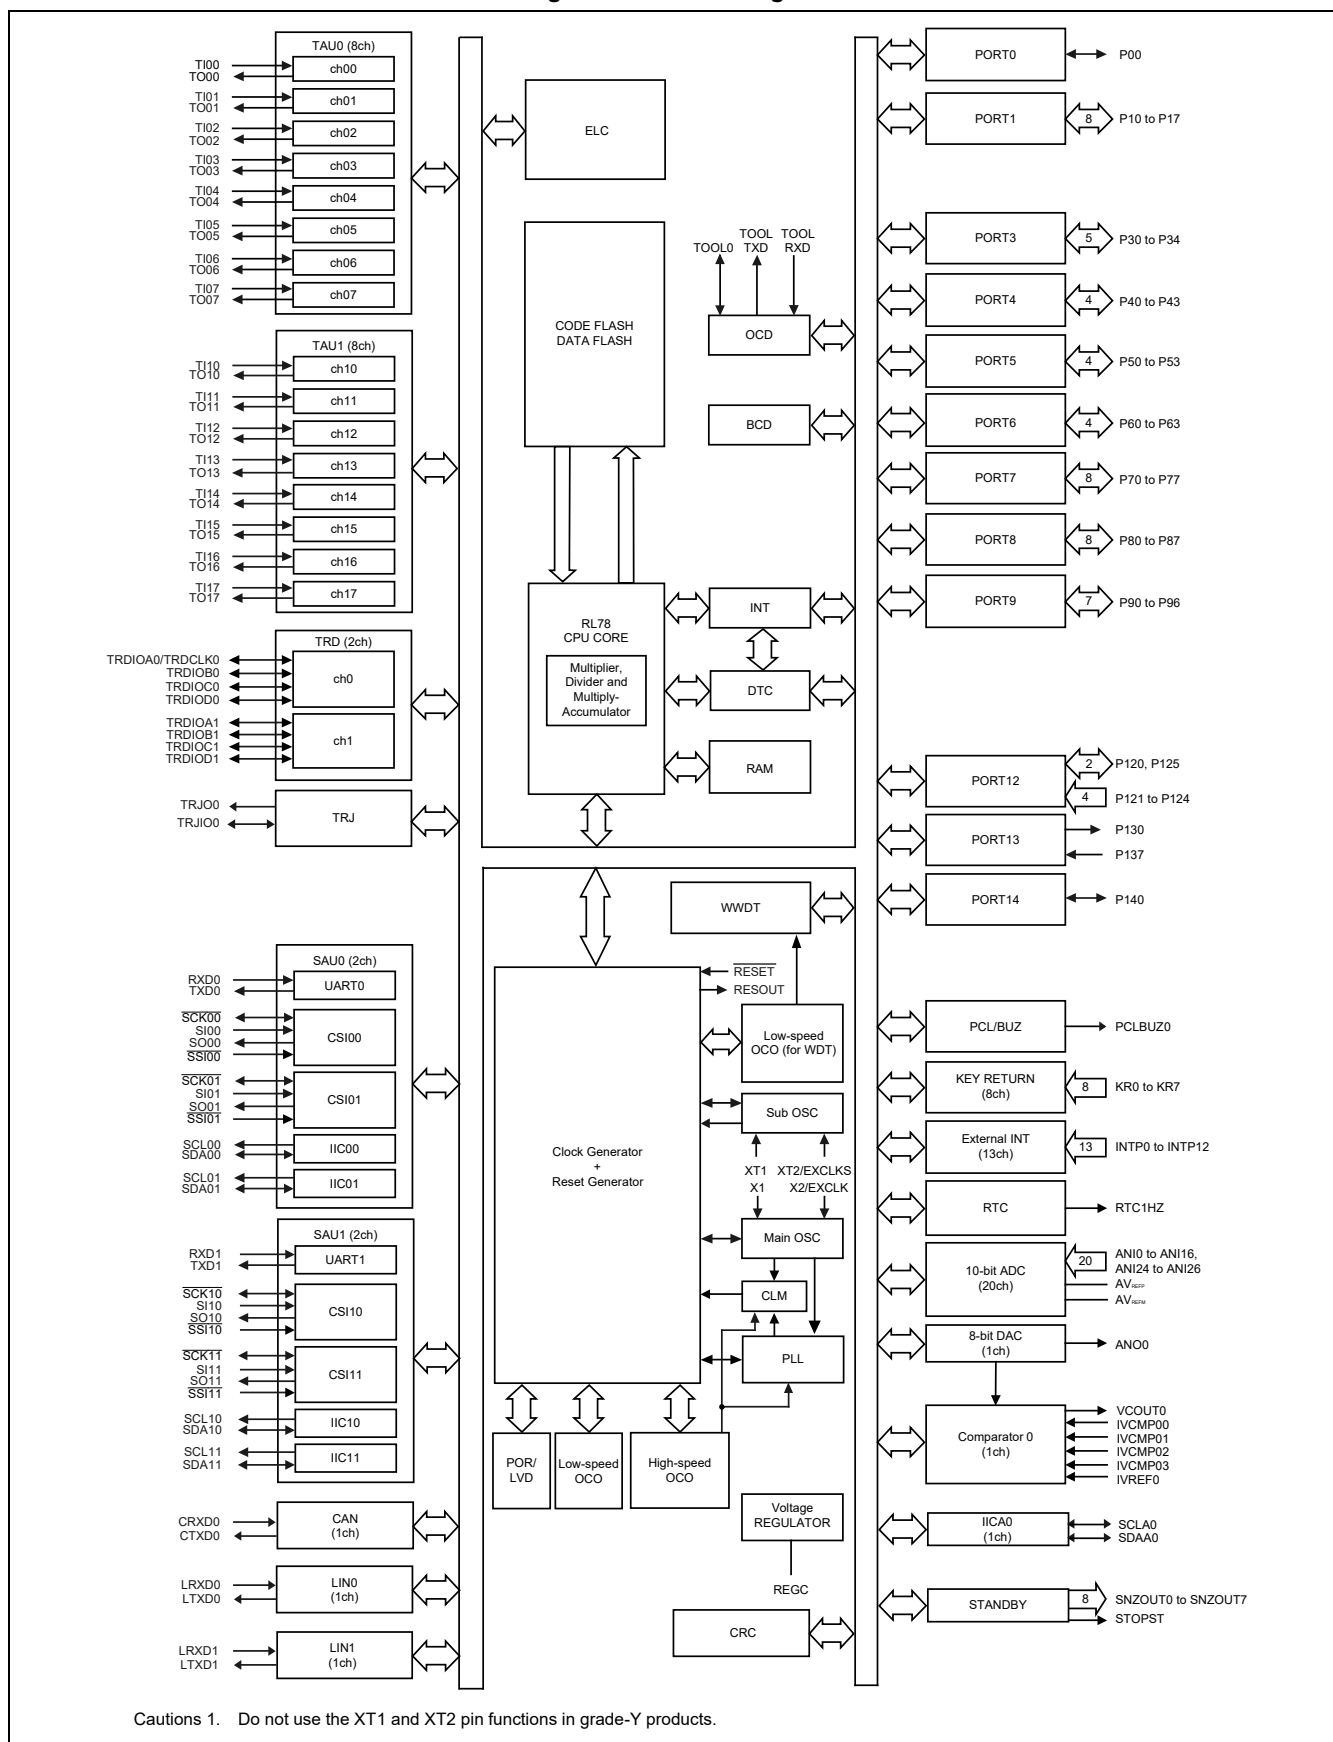 TAU0 (8ch)
TI00
TO00
ch00
TI01
TO01
ch01
TI02
TO02
ch02
TI03
TO03
ch03
TI04
TO04
ch04
TI05
TO05
ch05
TI06
TO06
ch06
TI07
TO07
ch07
TAU1 (8ch)
TI10
TO10
ch10
TI11
TO11
ch11
TI12
TO12
ch12
TI13
TO13
ch13
TI14
TO14
ch14
TI15
TO15
ch15
TI16
TO16
ch16
TI17
TO17
ch17
TRD (2ch)
TRDIOA0/TRDCLK0
TRDIOB0
TRDIOC0
TRDIOD0
ch0
TRDIOA1
TRDIOB1
TRDIOC1
TRDIOD1
ch1
TRJO0
TRJIO0
TRJ
SAU0 (2ch)
RXD0
TXD0
UART0
SCK00
SI00
SO00
SSI00
CSI00
SCK01
SI01
SO01
SSI01
CSI01
SCL00
SDA00
IIC00
SCL01
SDA01
IIC01
SAU1 (2ch)
RXD1
TXD1
UART1
SCK10
SI10
SO10
SSI10
CSI10
SCK11
SI11
SO11
SSI11
CSI11
SCL10
SDA10
IIC10
SCL11
SDA11
IIC11
CRXD0
CTXD0
CAN
(1ch)
LRXD0
LTXD0
LIN0
(1ch)
LRXD1
LTXD1
LIN1
(1ch)
ELC
CODE FLASH
DATA FLASH
TOOL0
TOOL
TXD
TOOL
RXD
OCD
BCD
RL78
CPU CORE
Multiplier,
Divider and
Multiply-
Accumulator
INT
DTC
RAM
WWDT
RESET
RESOUT
Low-speed
OCO (for WDT)
Clock Generator
+
Reset Generator
Sub OSC
XT1
XT2/EXCLKS
X1
X2/EXCLK
Main OSC
CLM
PLL
POR/
LVD
Low-speed
OCO
High-speed
OCO
Voltage
REGULATOR
REGC
CRC
PORT0
P00
PORT1
8
P10 to P17
PORT3
5
P30 to P34
PORT4
4
P40 to P43
PORT5
4
P50 to P53
PORT6
4
P60 to P63
PORT7
8
P70 to P77
PORT8
8
P80 to P87
PORT9
7
P90 to P96
PORT12
2
P120, P125
4
P121 to P124
PORT13
P130
P137
PORT14
P140
PCL/BUZ
PCLBUZ0
KEY RETURN
(8ch)
8
KR0 to KR7
External INT
(13ch)
13
INTP0 to INTP12
RTC
RTC1HZ
10-bit ADC
(20ch)
20
ANI0 to ANI16,
ANI24 to ANI26
AVREFP
AVREFM
8-bit DAC
(1ch)
ANO0
Comparator 0
(1ch)
VCOUT0
IVCMP00
IVCMP01
IVCMP02
IVCMP03
IVREF0
IICA0
(1ch)
SCLA0
SDAA0
STANDBY
8
SNZOUT0 to SNZOUT7
STOPST
Cautions 1. Do not use the XT1 and XT2 pin functions in grade-Y products.